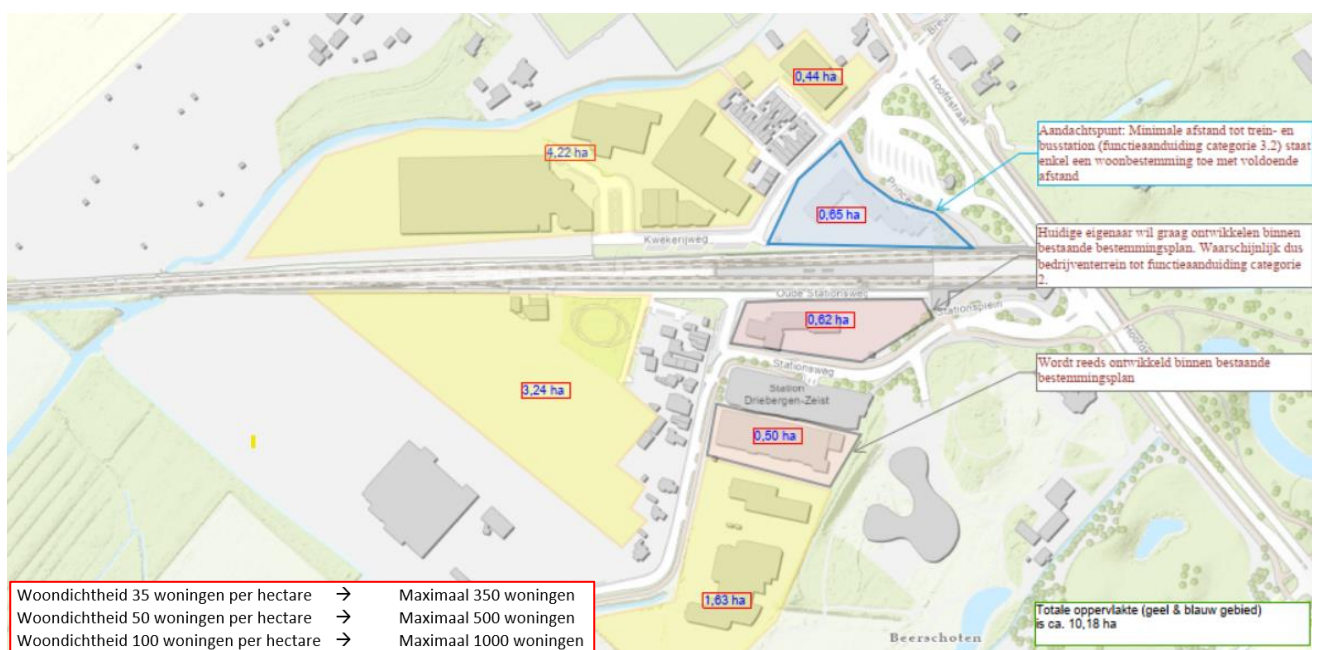 Breu
Hoofdstraat
0,44 ha
4,22 ha
Aandachtspunt: Minimale afstand tot trein- en
busstation (functieaanduiding categorie 3.2) staat
enkel een woonbestemming toe met voldoende
afstand
Princ
0,65 ha
Kwekerijweg
Huidige eigenaar wil graag ontwikkelen binnen
bestaande bestemmingsplan. Waarschijnlijk dus
bedrijventerrein tot functieaanduiding categorie
2.
Oude Stationsweg
Stationsplein
0,62 ha
Hoofdstr
Stationsweg
Wordt reeds ontwikkeld binnen bestaande
bestemmingsplan
3,24 ha
Station
Driebergen-Zeist
0,50 ha
1,63 ha
Woondichtheid 35 woningen per hectare → Maximaal 350 woningen
Woondichtheid 50 woningen per hectare → Maximaal 500 woningen
Woondichtheid 100 woningen per hectare → Maximaal 1000 woningen
Totale oppervlakte (geel & blauw gebied)
is ca. 10,18 ha
Beerschoten